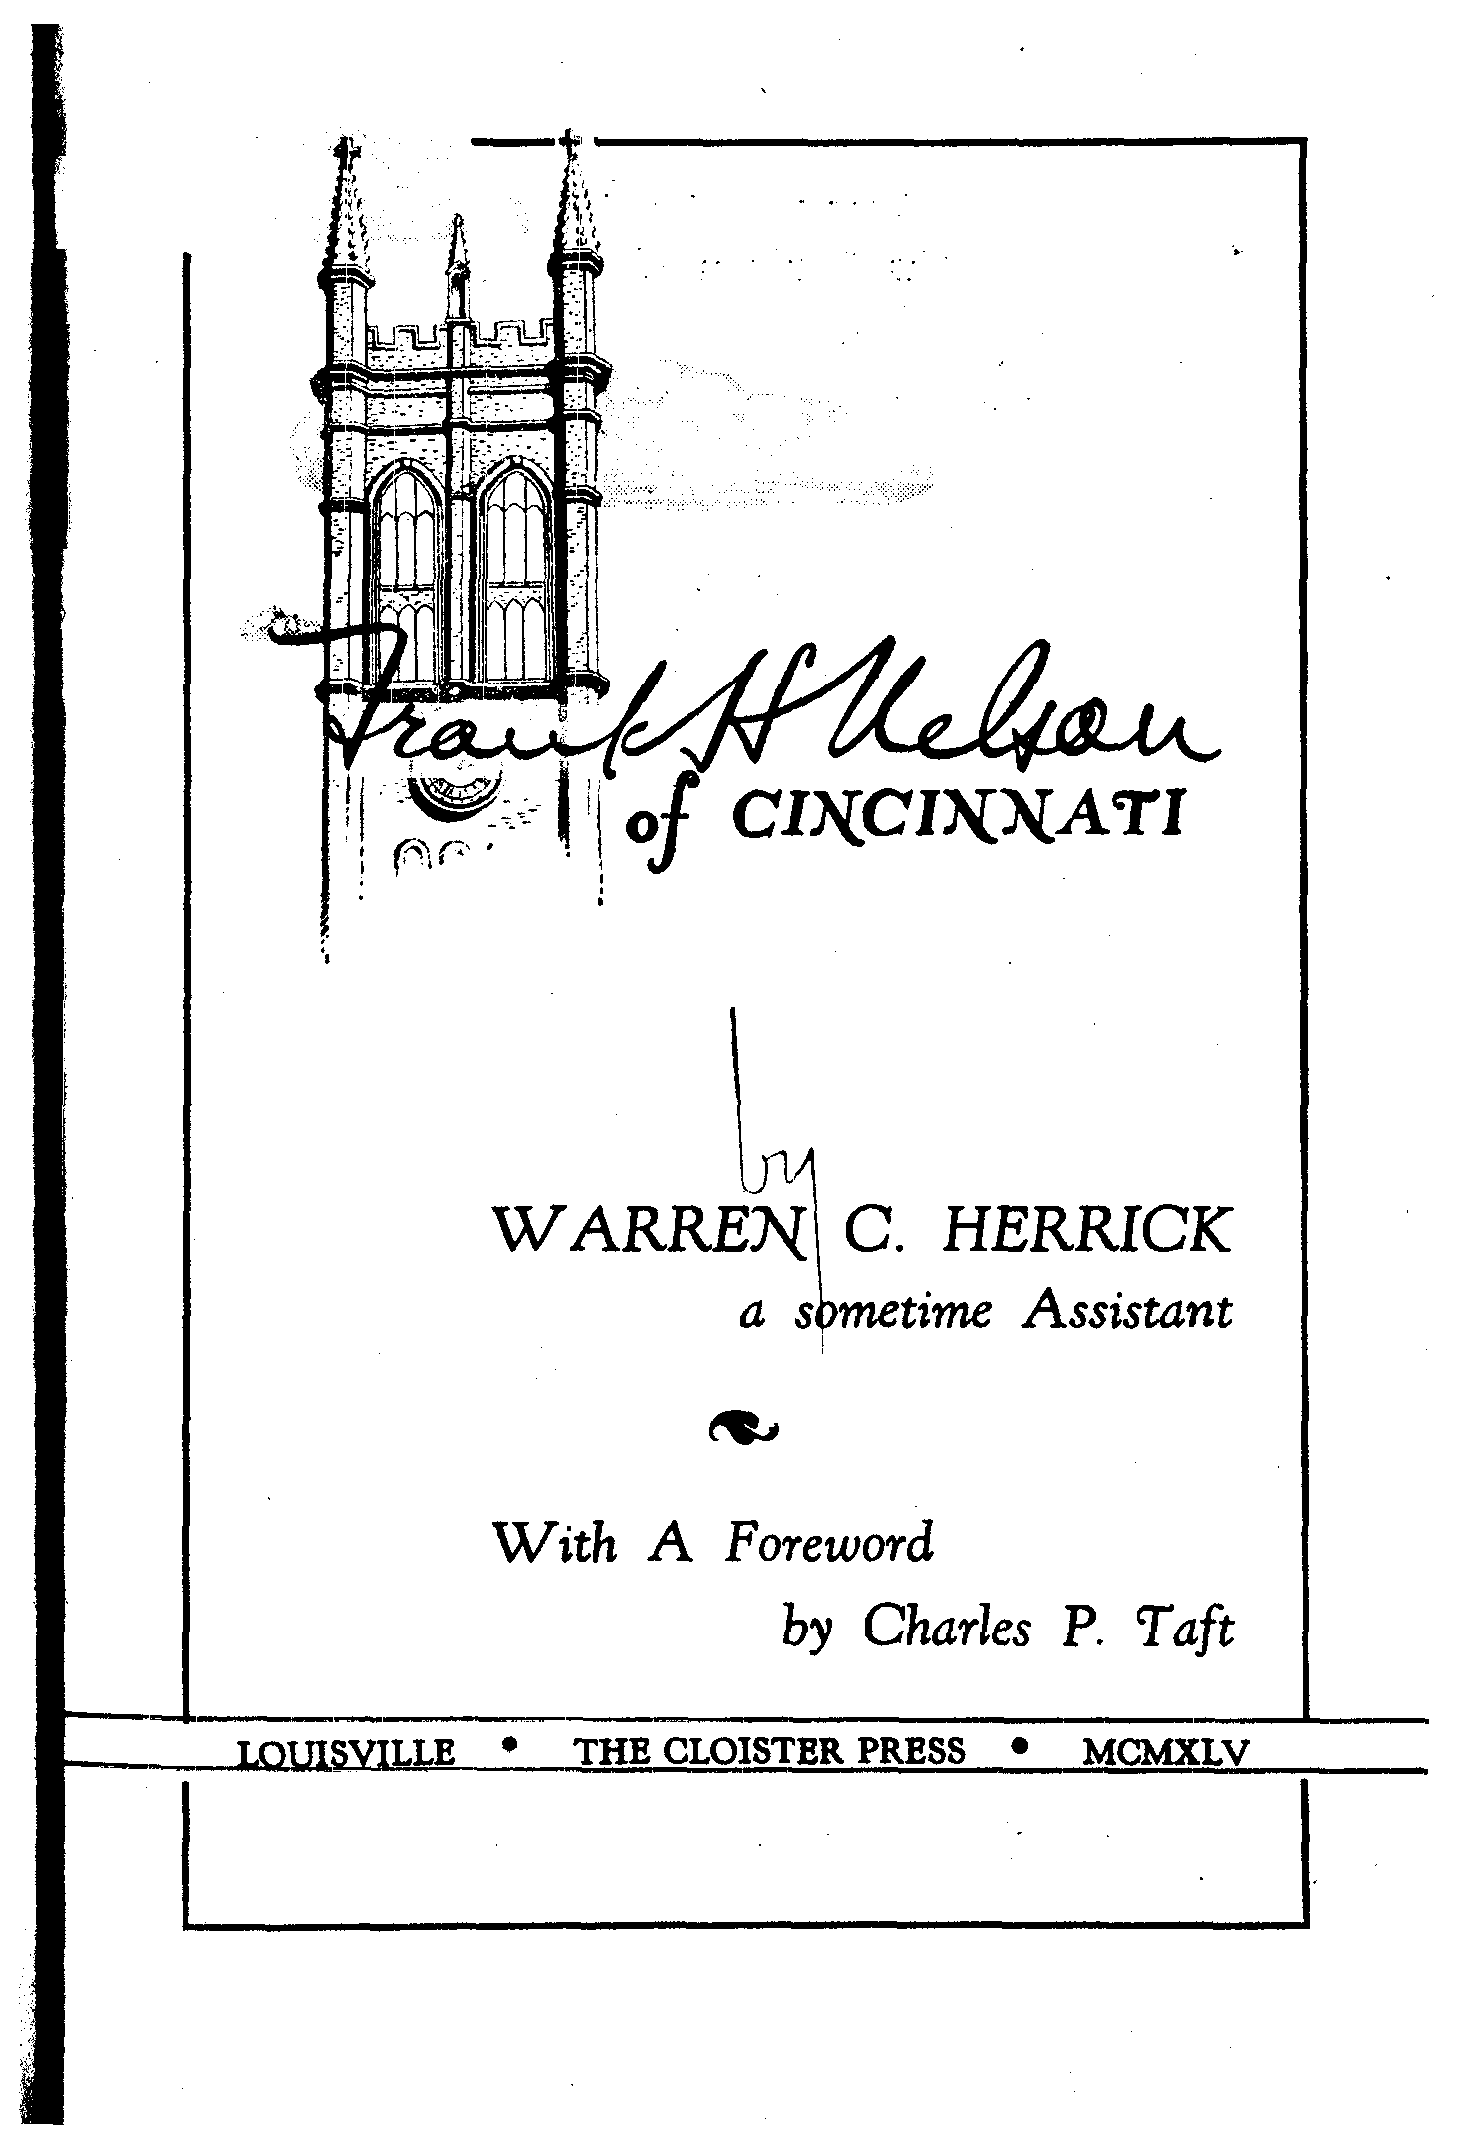 Frank H Nelson
of CINCINNATI
by
WARREN C. HERRICK
a sometime Assistant
With A Foreword
by Charles P. Taft
LOUISVILLE • THE CLOISTER PRESS • MCMXLV